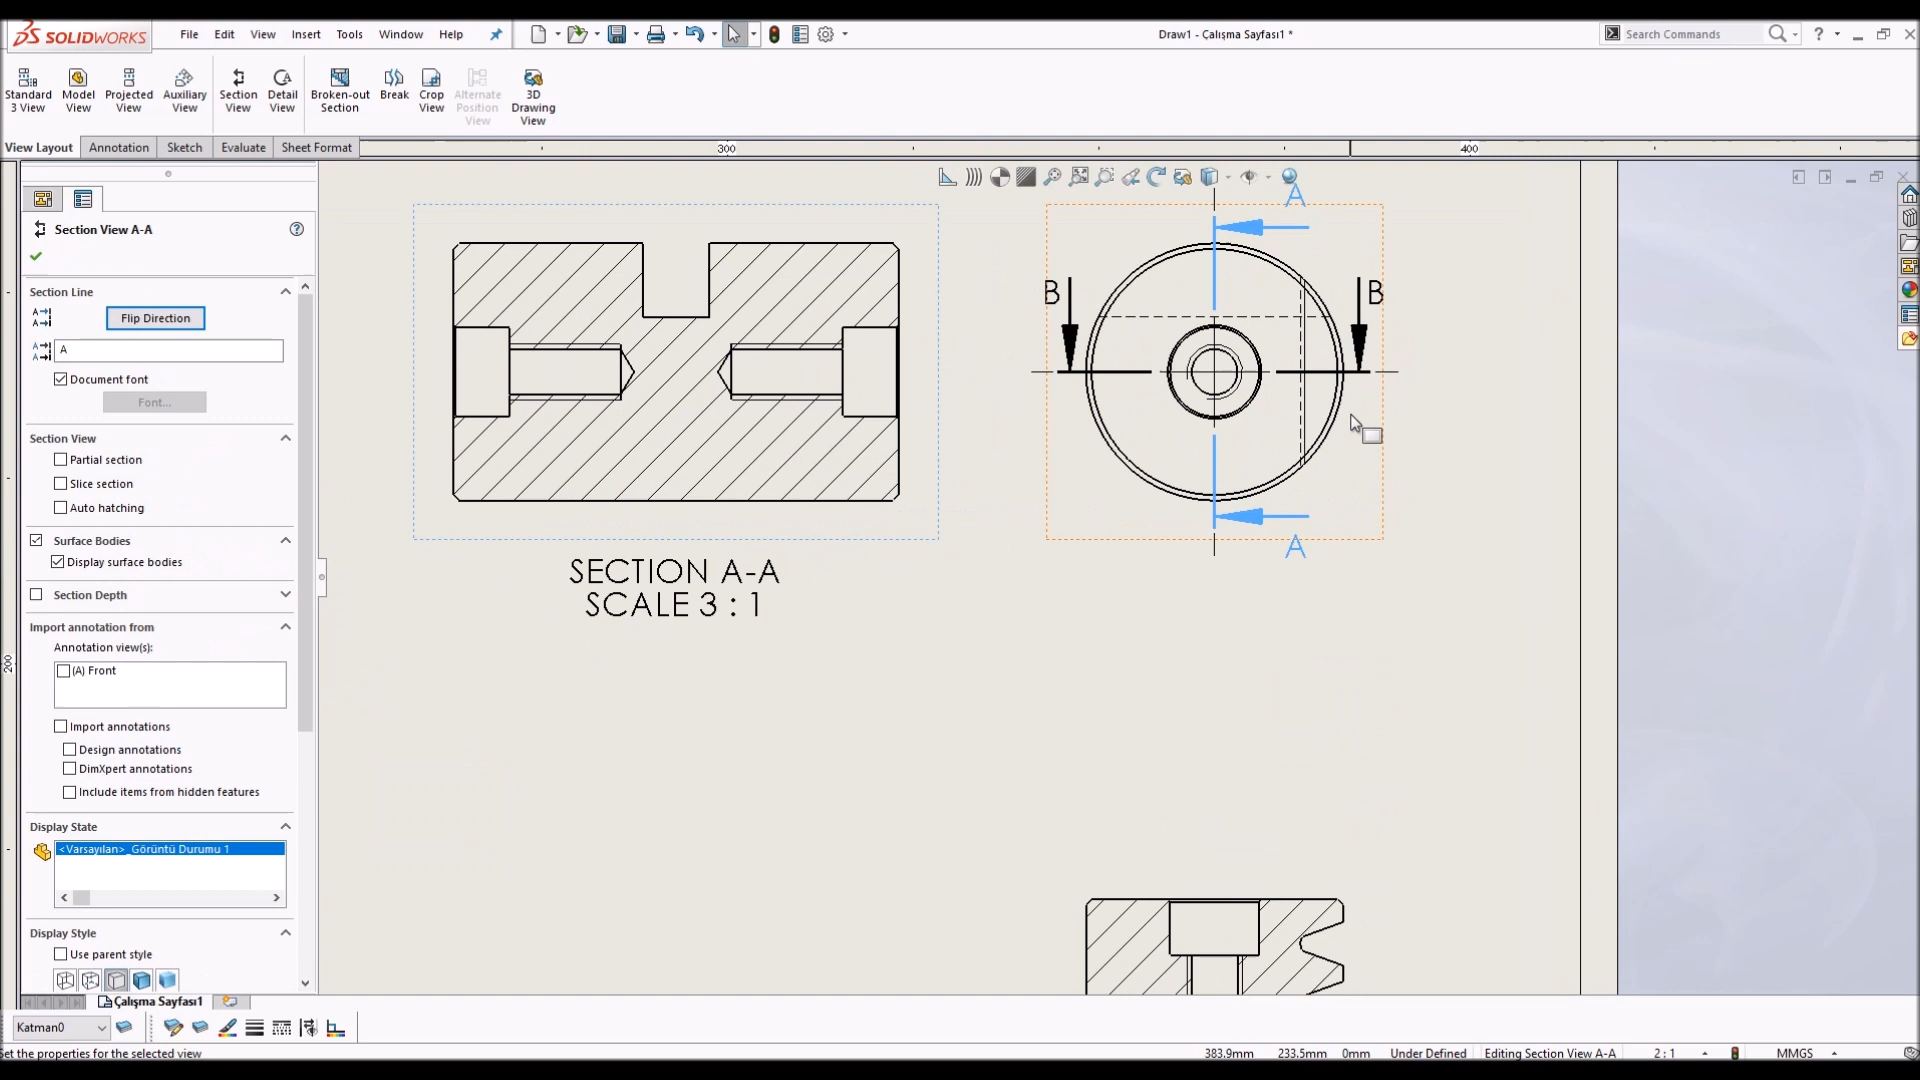 SOLIDWORKS
File Edit View Insert Tools Window Help
Draw1 - Çalışma Sayfası1 *
Search Commands
?
Standard 3 View
Model View
Projected View
Auxiliary View
Section View
Detail View
Broken-out Section
Break
Crop View
Alternate Position View
3D Drawing View
View Layout Annotation Sketch Evaluate Sheet Format
300
400
200
Section View A-A
Section Line
Flip Direction
A
Document font
Font...
Section View
Partial section
Slice section
Auto hatching
Surface Bodies
Display surface bodies
Section Depth
Import annotation from
Annotation view(s):
(A) Front
Import annotations
Design annotations
DimXpert annotations
Include items from hidden features
Display State
<Varsayılan>_Görüntü Durumu 1
Display Style
Use parent style
A
B B
A
SECTION A-A
SCALE 3 : 1
Çalışma Sayfası1
Katman0
Set the properties for the selected view
383.9mm 233.5mm 0mm Under Defined Editing Section View A-A 2 : 1 MMGS